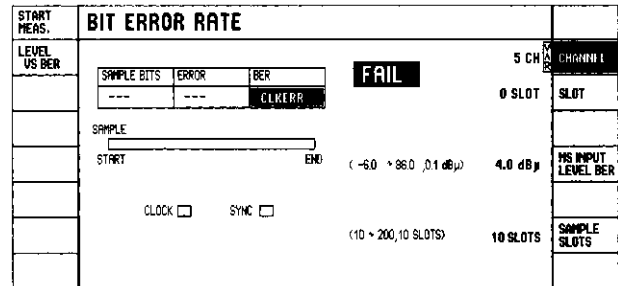 START MEAS.
BIT ERROR RATE
LEVEL VS BER
5 CH
VAR
CHANNEL
SAMPLE BITS ERROR BER
FAIL
--- --- CLKERR
0 SLOT
SLOT
SAMPLE
START END
( -6.0 ~ 86.0 ,0.1 dBμ) 4.0 dBμ
MS INPUT LEVEL BER
CLOCK SYNC
(10 ~ 200,10 SLOTS) 10 SLOTS
SAMPLE SLOTS